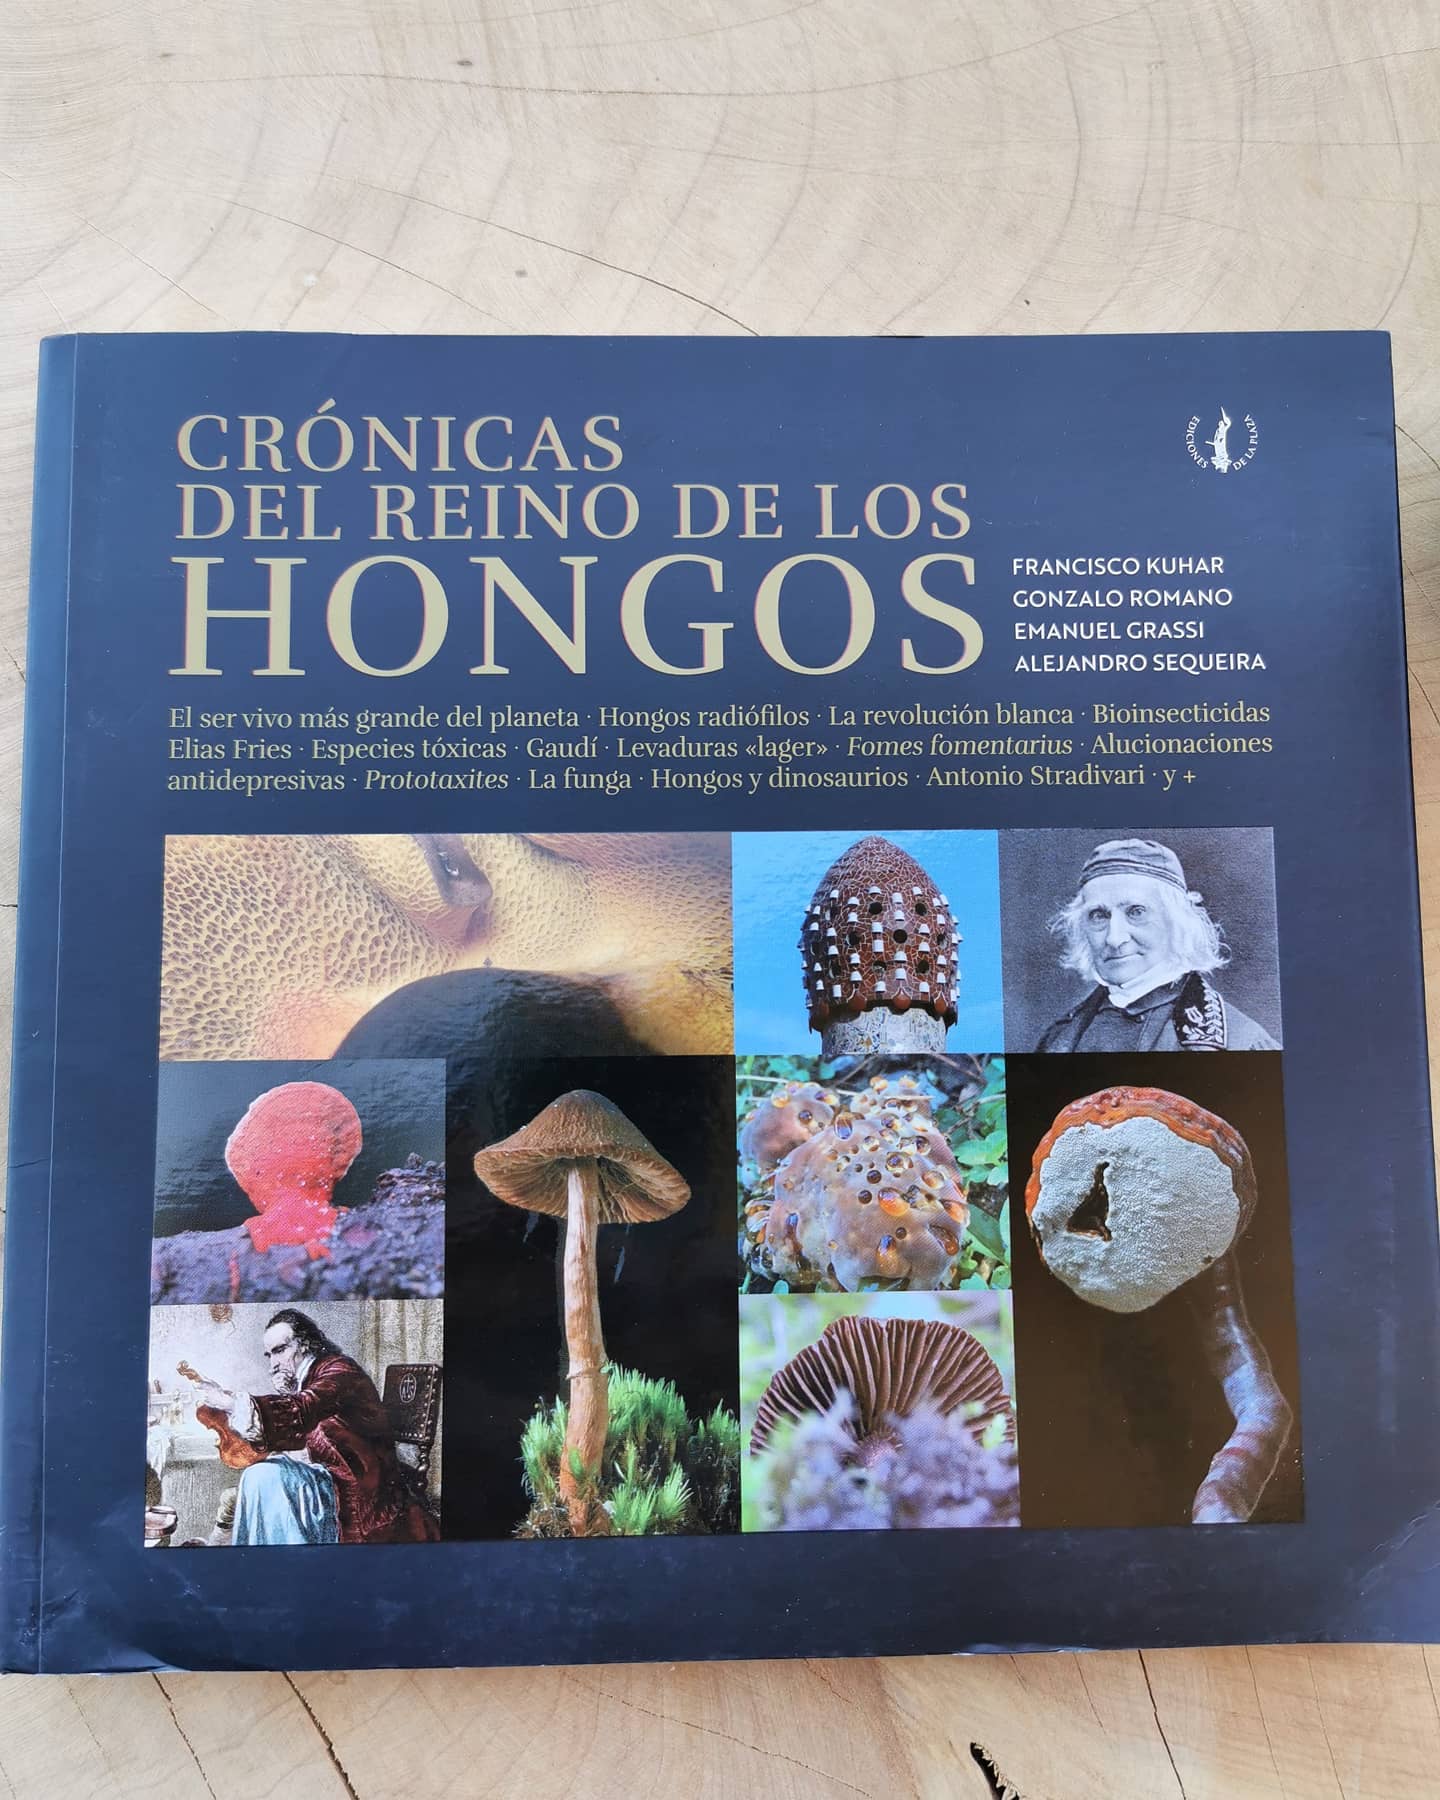 CRÓNICAS
DEL REINO DE LOS
HONGOS
EDICIONES DE LA PLAZA
FRANCISCO KUHAR
GONZALO ROMANO
EMANUEL GRASSI
ALEJANDRO SEQUEIRA
El ser vivo más grande del planeta · Hongos radiófilos · La revolución blanca · Bioinsecticidas
Elias Fries · Especies tóxicas · Gaudí · Levaduras «lager» · Fomes fomentarius · Alucionaciones
antidepresivas · Prototaxites · La funga · Hongos y dinosaurios · Antonio Stradivari · y +